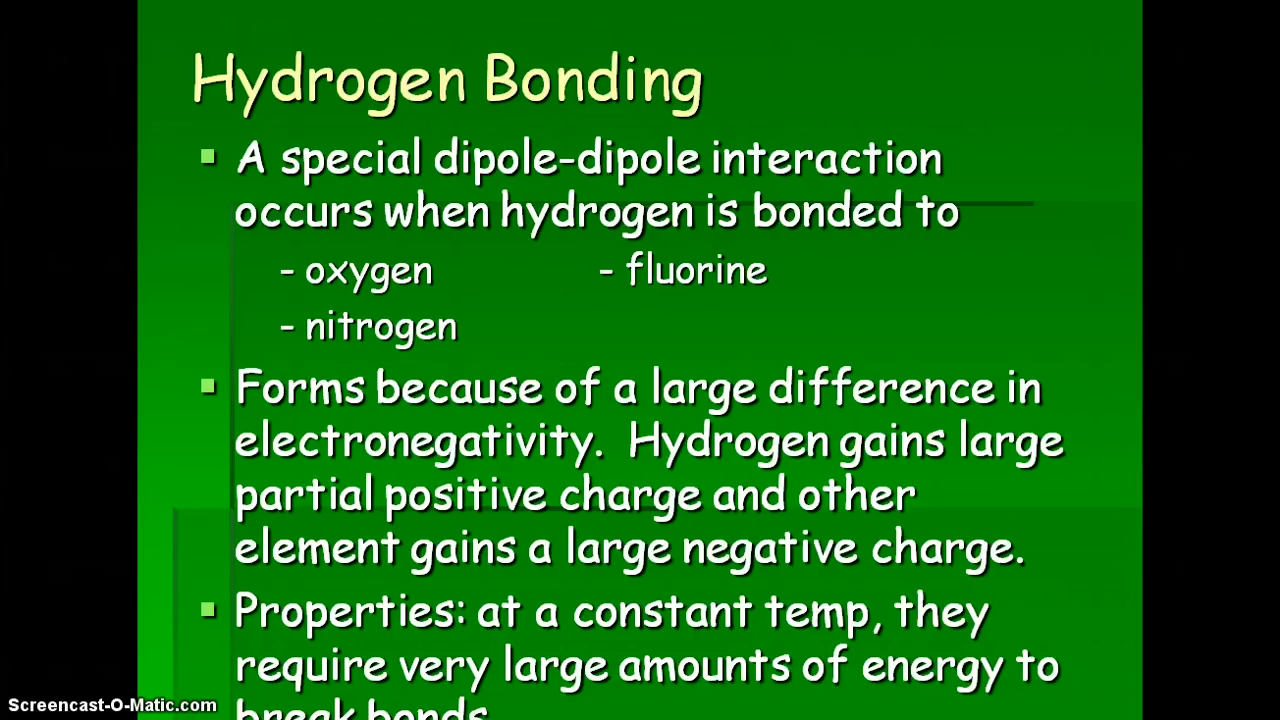 Hydrogen Bonding
▪ A special dipole-dipole interaction
occurs when hydrogen is bonded to
- oxygen - fluorine
- nitrogen
▪ Forms because of a large difference in
electronegativity. Hydrogen gains large
partial positive charge and other
element gains a large negative charge.
▪ Properties: at a constant temp, they
require very large amounts of energy to
break bonds
Screencast-O-Matic.com